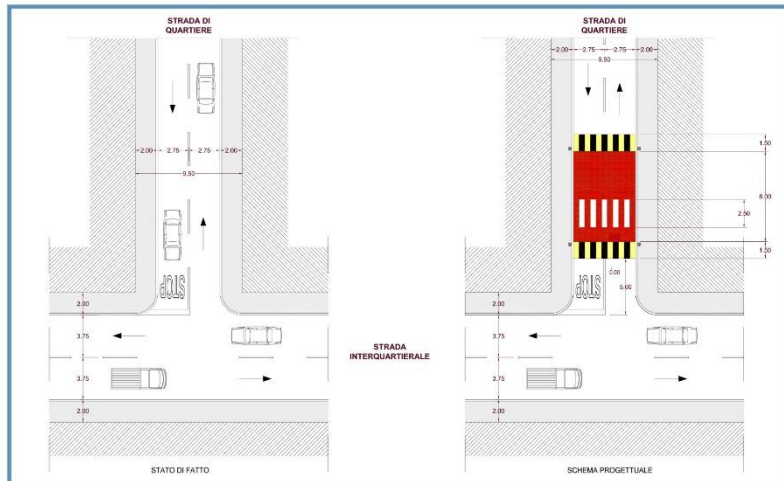 STRADA DI
QUARTIERE
2.00 2.75 2.75 2.00
9.50
STOP
2.00
3.75
3.75
2.00
STATO DI FATTO
STRADA
INTERQUARTIERALE
STRADA DI
QUARTIERE
2.00 2.75 2.75 2.00
9.50
1.50
8.00
2.50
1.50
STOP
2.00
3.75
3.75
2.00
SCHEMA PROGETTUALE